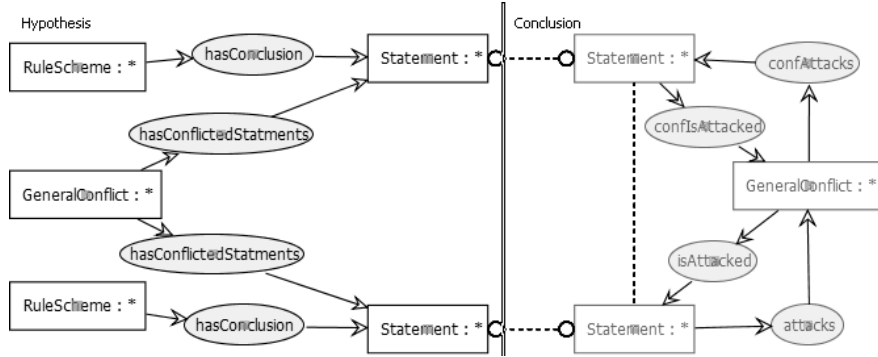 Hypothesis
Conclusion
RuleScheme : *
hasConclusion
Statement : *
Statement : *
confAttacks
hasConflictedStatments
confIsAttacked
GeneralConflict : *
GeneralConflict : *
hasConflictedStatments
isAttacked
RuleScheme : *
hasConclusion
Statement : *
Statement : *
attacks